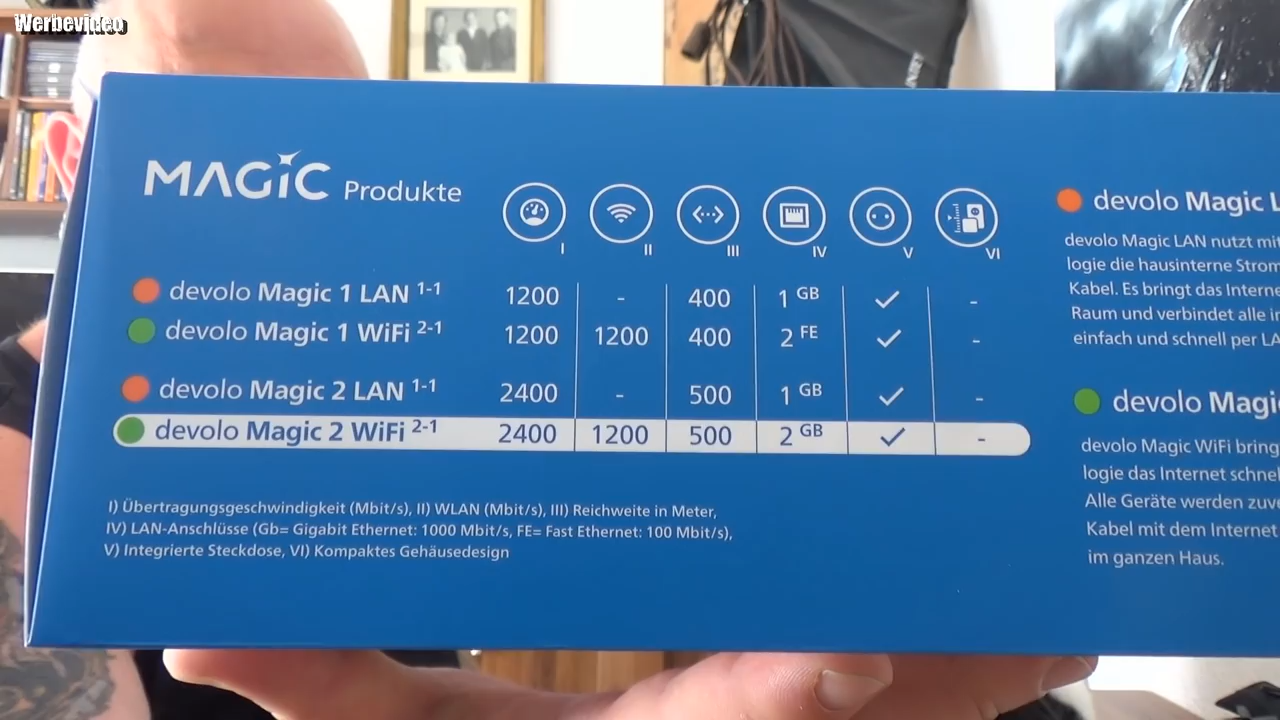 Werbevideo
MAGIC Produkte
I II III IV V VI
devolo Magic 1 LAN 1-1 1200 - 400 1 GB ✓ -
devolo Magic 1 WiFi 2-1 1200 1200 400 2 FE ✓ -
devolo Magic 2 LAN 1-1 2400 - 500 1 GB ✓ -
devolo Magic 2 WiFi 2-1 2400 1200 500 2 GB ✓ -
I) Übertragungsgeschwindigkeit (Mbit/s), II) WLAN (Mbit/s), III) Reichweite in Meter,
IV) LAN-Anschlüsse (Gb= Gigabit Ethernet: 1000 Mbit/s, FE= Fast Ethernet: 100 Mbit/s),
V) Integrierte Steckdose, VI) Kompaktes Gehäusedesign
devolo Magic L
devolo Magic LAN nutzt mit
logie die hausinterne Strom
Kabel. Es bringt das Interne
Raum und verbindet alle in
einfach und schnell per LA
devolo Magi
devolo Magic WiFi bring
logie das Internet schnel
Alle Geräte werden zuve
Kabel mit dem Internet
im ganzen Haus.